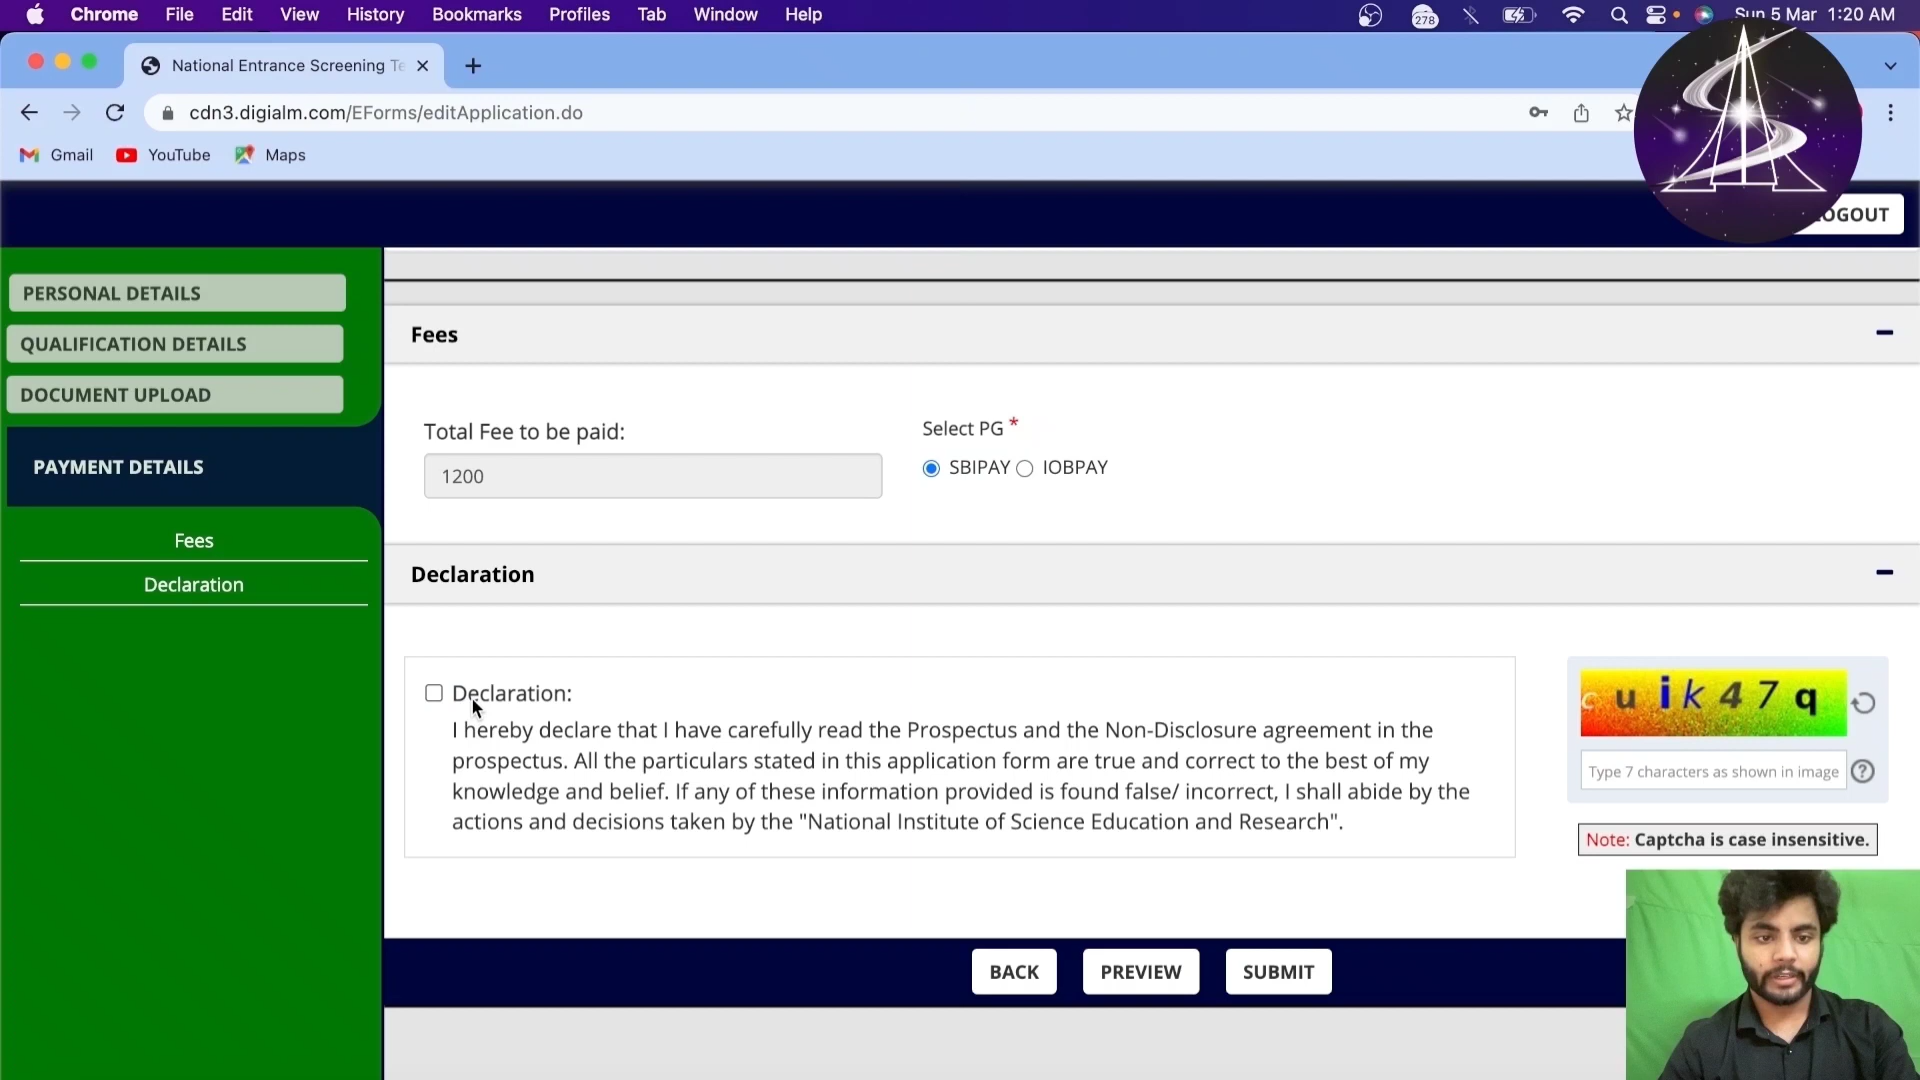 Chrome File Edit View History Bookmarks Profiles Tab Window Help 278 Sun 5 Mar 1:20 AM
National Entrance Screening Te
cdn3.digialm.com/EForms/editApplication.do
Gmail YouTube Maps
LOGOUT
PERSONAL DETAILS
QUALIFICATION DETAILS
DOCUMENT UPLOAD
PAYMENT DETAILS
Fees
Declaration
Fees
Total Fee to be paid:
1200
Select PG *
SBIPAY IOBPAY
Declaration
Declaration:
I hereby declare that I have carefully read the Prospectus and the Non-Disclosure agreement in the
prospectus. All the particulars stated in this application form are true and correct to the best of my
knowledge and belief. If any of these information provided is found false/ incorrect, I shall abide by the
actions and decisions taken by the "National Institute of Science Education and Research".
c u i k 4 7 q
Type 7 characters as shown in image
?
Note: Captcha is case insensitive.
BACK PREVIEW SUBMIT